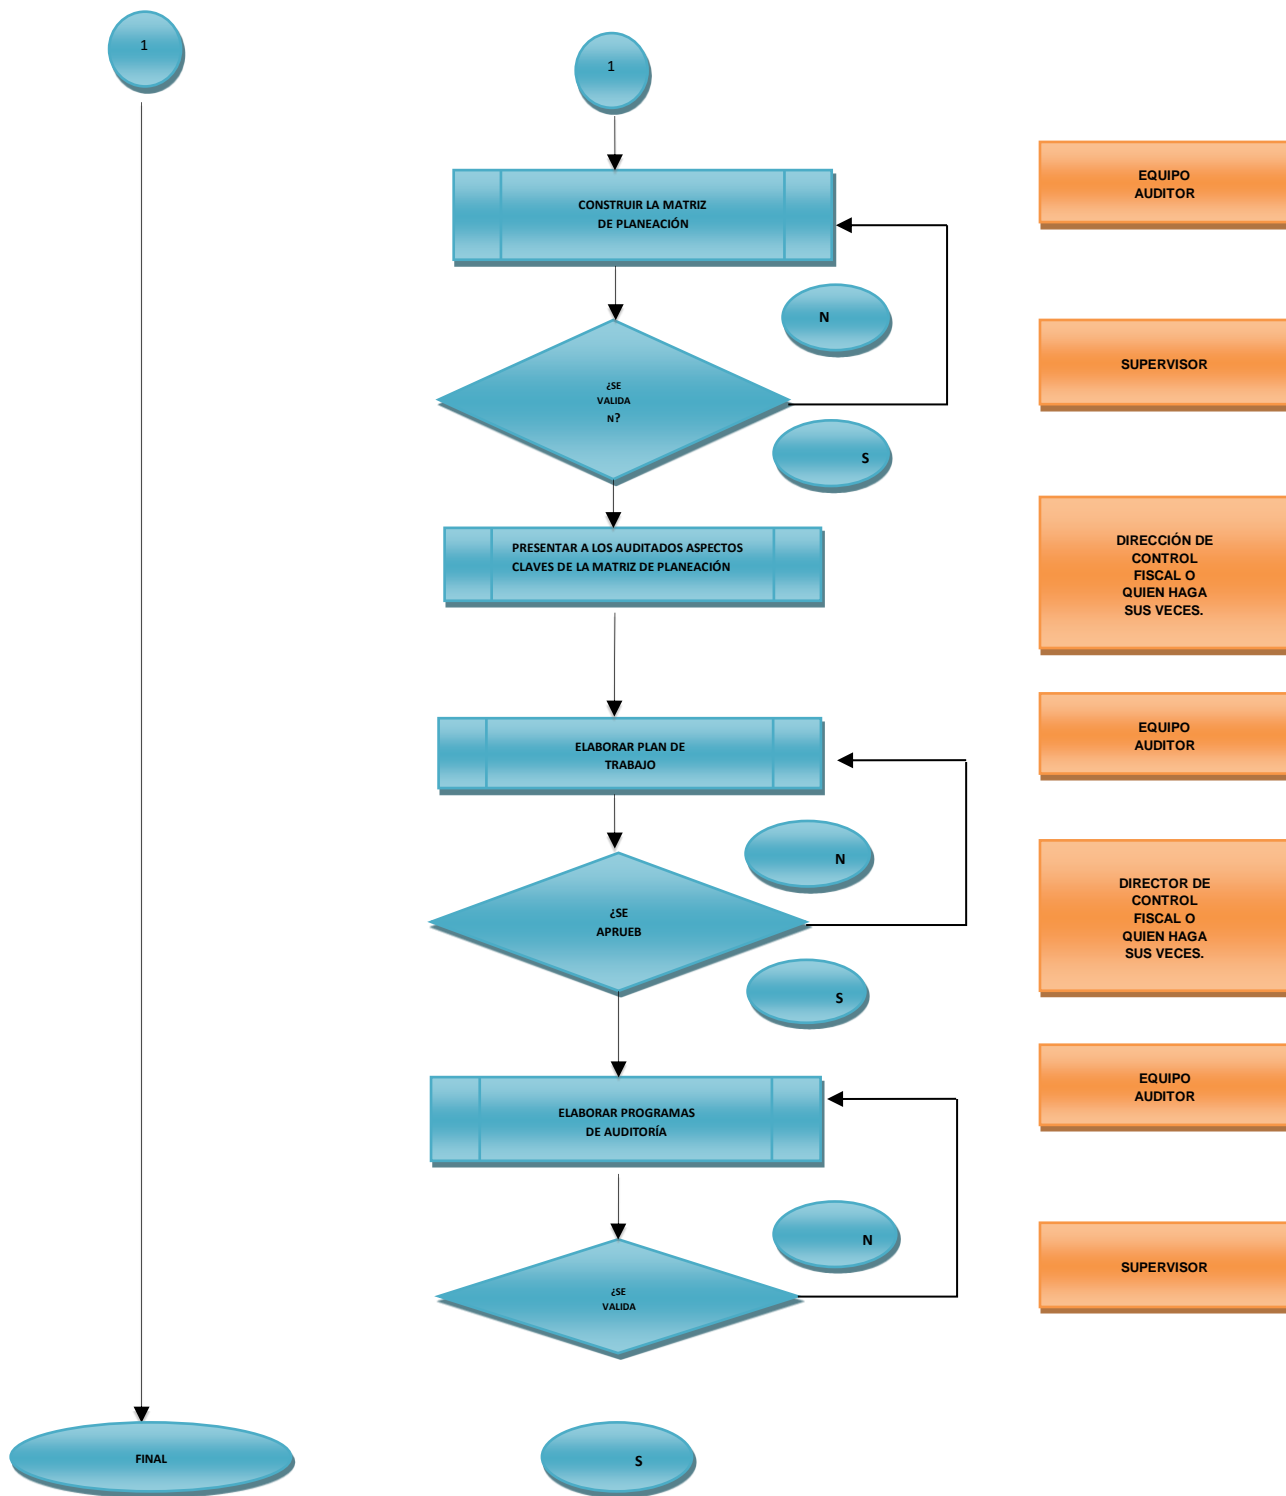 1
1
CONSTRUIR LA MATRIZ
DE PLANEACIÓN
EQUIPO
AUDITOR
N
¿SE
VALIDA
N?
SUPERVISOR
S
PRESENTAR A LOS AUDITADOS ASPECTOS
CLAVES DE LA MATRIZ DE PLANEACIÓN
DIRECCIÓN DE
CONTROL
FISCAL O
QUIEN HAGA
SUS VECES.
ELABORAR PLAN DE
TRABAJO
EQUIPO
AUDITOR
N
¿SE
APRUEB
DIRECTOR DE
CONTROL
FISCAL O
QUIEN HAGA
SUS VECES.
S
ELABORAR PROGRAMAS
DE AUDITORÍA
EQUIPO
AUDITOR
N
¿SE
VALIDA
SUPERVISOR
FINAL
S